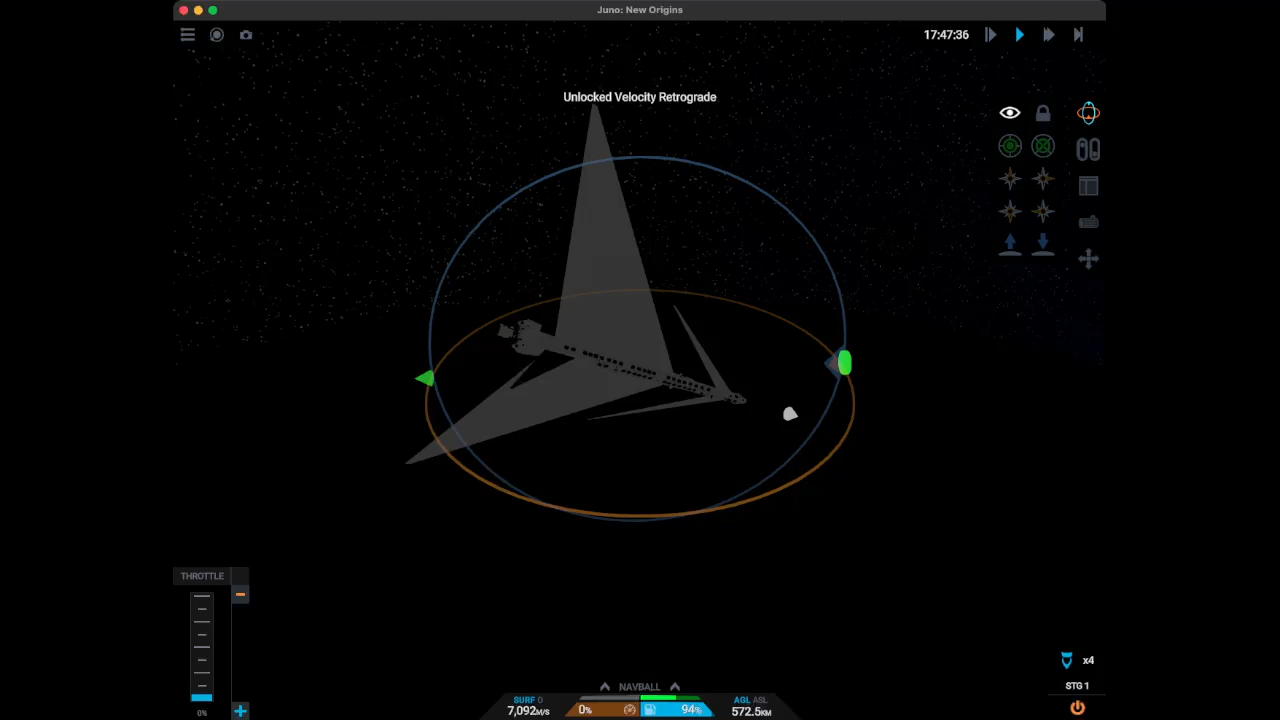 Juno: New Origins
17:47:36
Unlocked Velocity Retrograde
THROTTLE
0%
x4
STG 1
NAVBALL
SURF O
AGL ASL
7,092M/S
0%
94%
572.5KM